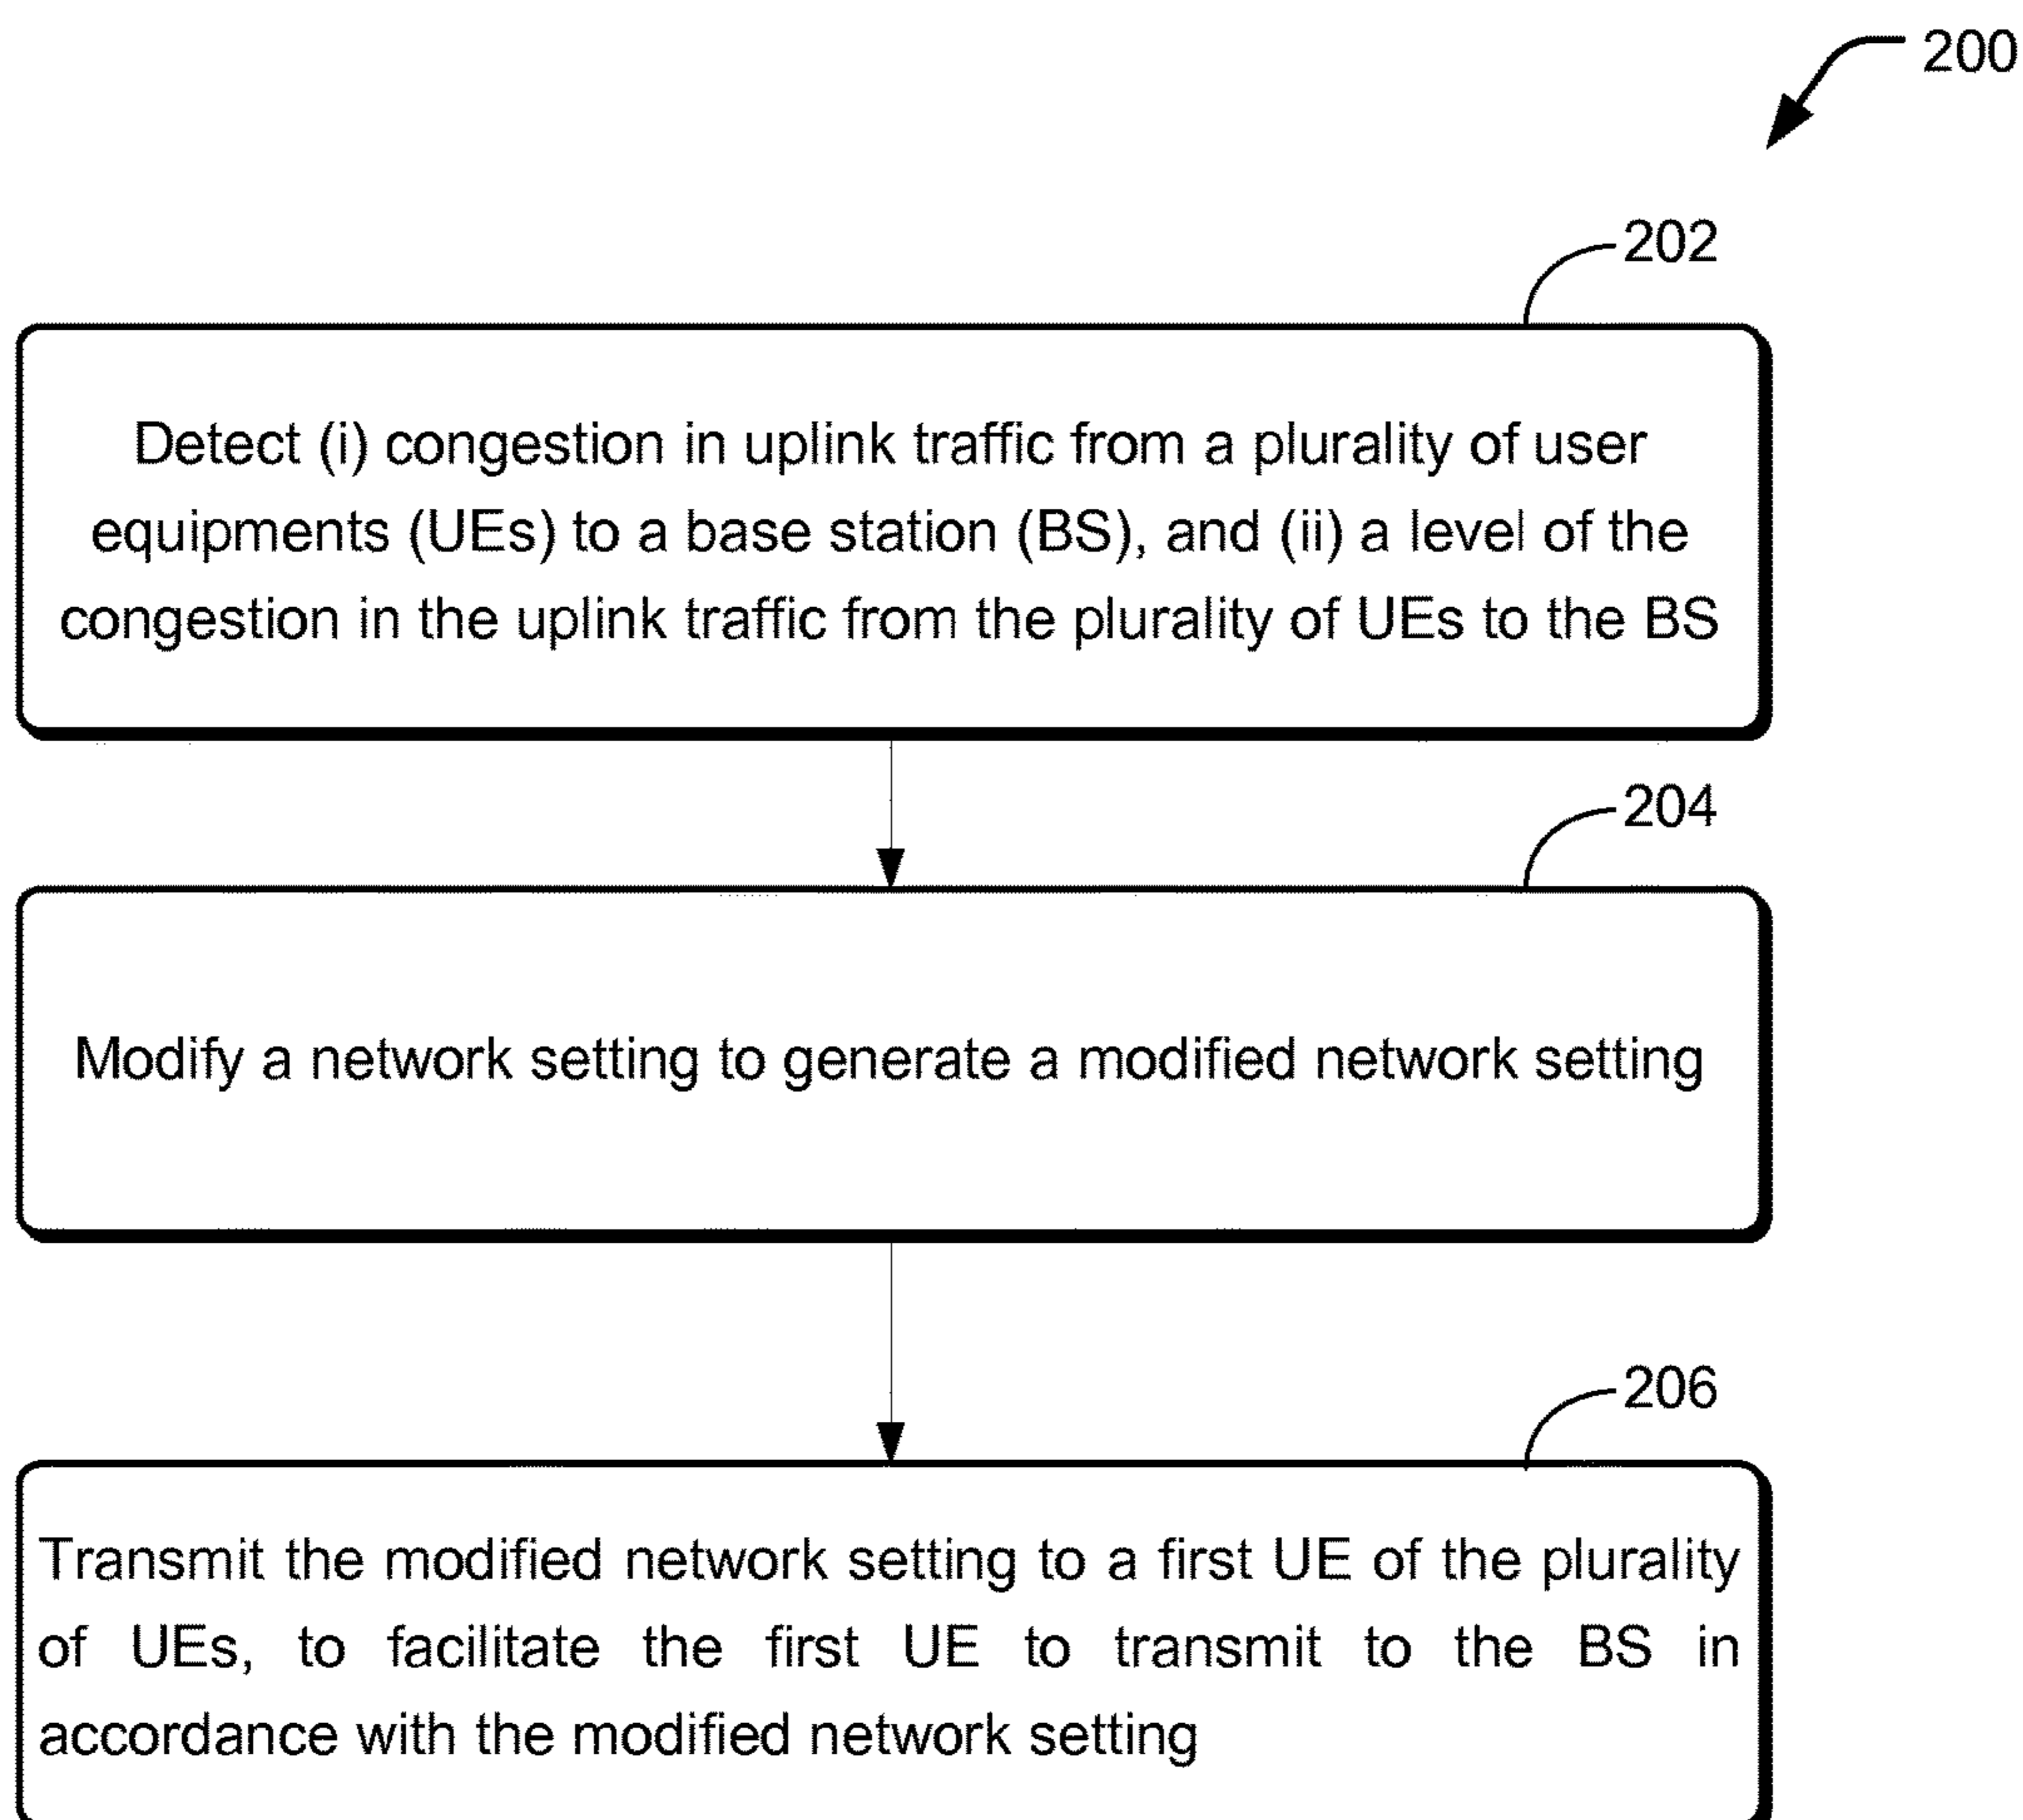 200
202
Detect (i) congestion in uplink traffic from a plurality of user
equipments (UEs) to a base station (BS), and (ii) a level of the
congestion in the uplink traffic from the plurality of UEs to the BS
204
Modify a network setting to generate a modified network setting
206
Transmit the modified network setting to a first UE of the plurality
of UEs, to facilitate the first UE to transmit to the BS in
accordance with the modified network setting